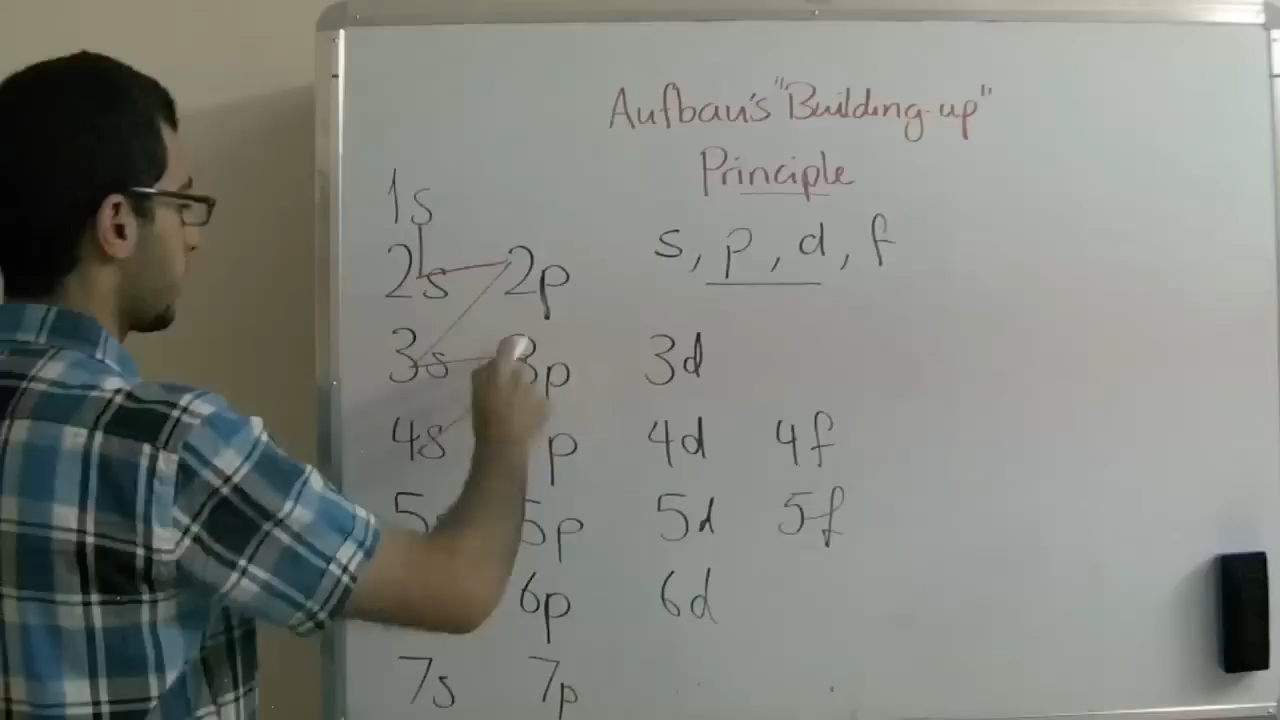 Aufbau's "Building-up"
Principle
s, p, d, f
1s
2s 2p
3s 3p 3d
4s p 4d 4f
5 5p 5d 5f
6p 6d
7s 7p